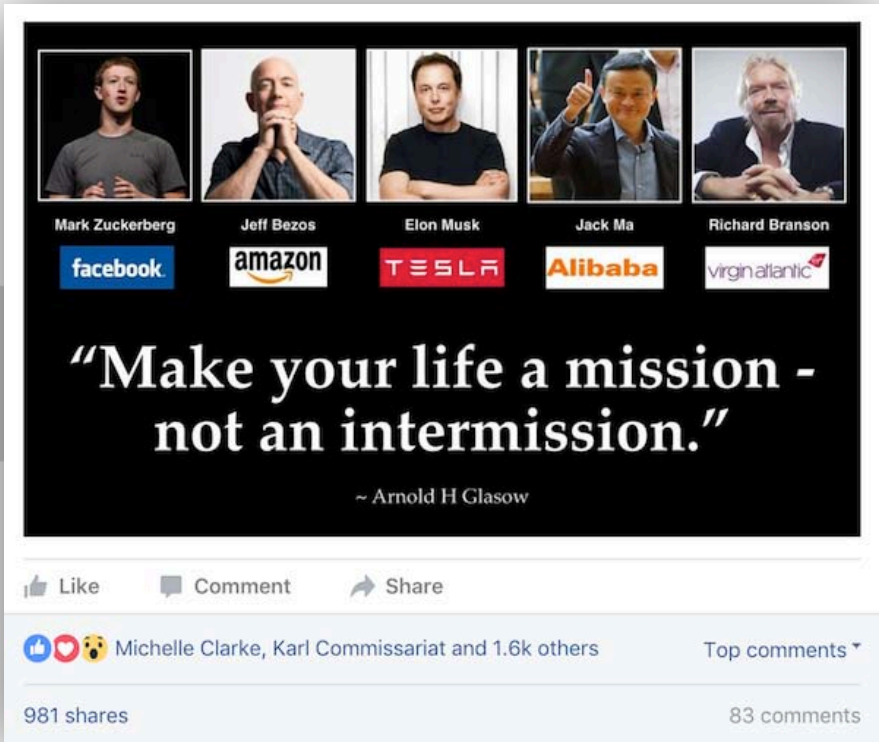 Mark Zuckerberg Jeff Bezos Elon Musk Jack Ma Richard Branson
facebook. amazon TESLA Alibaba virgin atlantic
“Make your life a mission -
not an intermission.”
~ Arnold H Glasow
Like Comment Share
Michelle Clarke, Karl Commissariat and 1.6k others Top comments
981 shares 83 comments